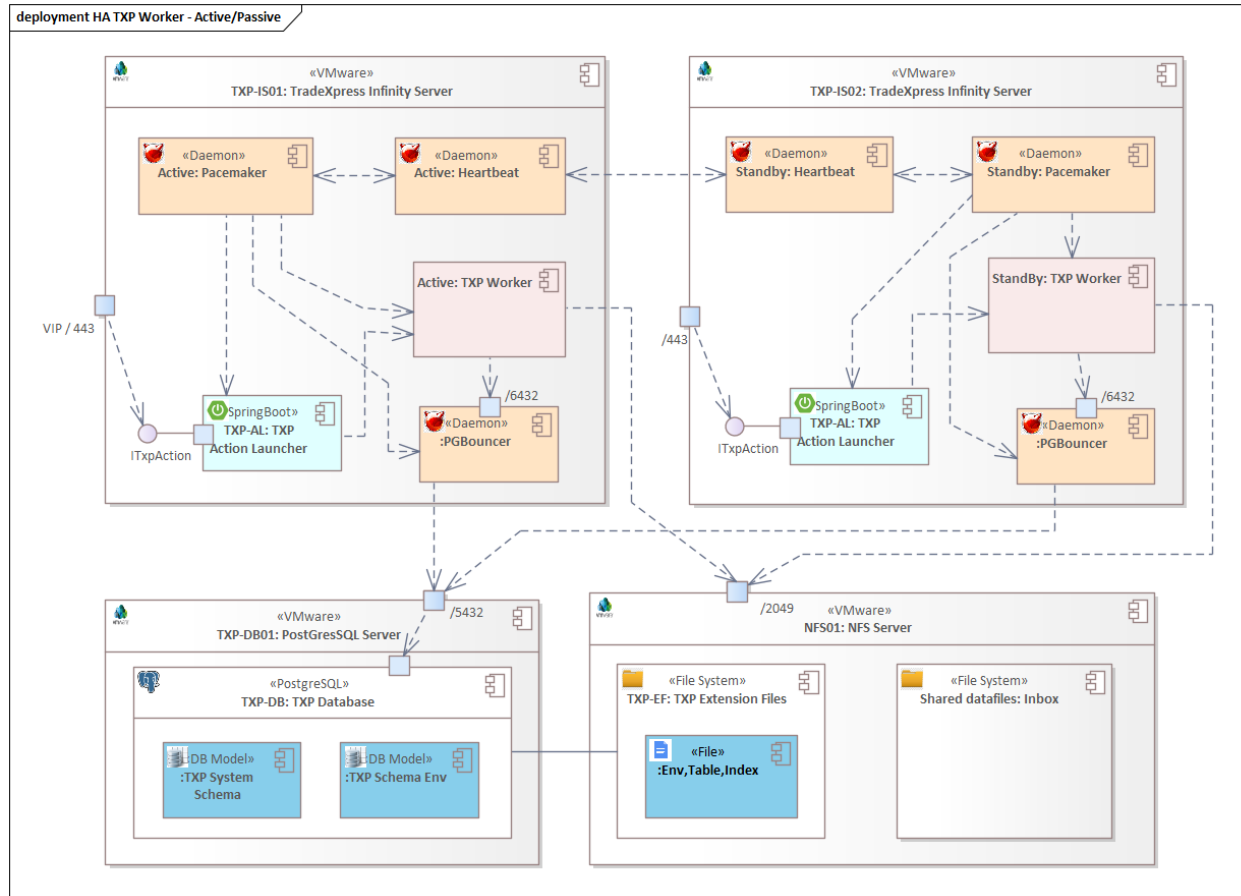 deployment HA TXP Worker - Active/Passive
«VMware»
TXP-IS01: TradeXpress Infinity Server
«Daemon»
Active: Pacemaker
«Daemon»
Active: Heartbeat
Active: TXP Worker
VIP / 443
/6432
«SpringBoot»
TXP-AL: TXP
Action Launcher
ITxpAction
«Daemon»
:PGBouncer
«VMware»
TXP-IS02: TradeXpress Infinity Server
«Daemon»
Standby: Heartbeat
«Daemon»
Standby: Pacemaker
StandBy: TXP Worker
/443
/6432
SpringBoot»
TXP-AL: TXP
Action Launcher
ITxpAction
«Daemon»
:PGBouncer
/5432
«VMware»
TXP-DB01: PostGresSQL Server
«PostgreSQL»
TXP-DB: TXP Database
«DB Model»
:TXP System
Schema
«DB Model»
:TXP Schema Env
/2049
«VMware»
NFS01: NFS Server
«File System»
TXP-EF: TXP Extension Files
«File»
:Env,Table,Index
«File System»
Shared datafiles: Inbox